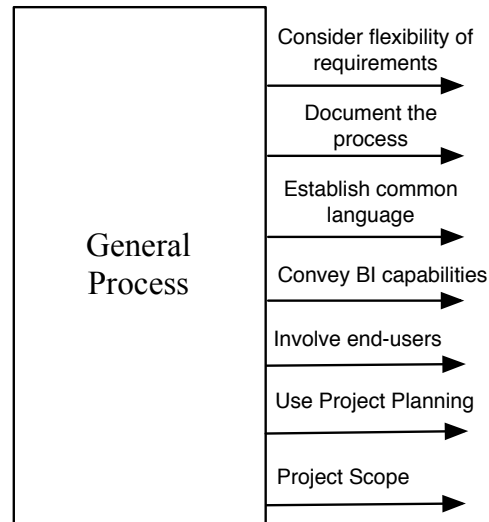 Consider flexibility of
requirements
Document the
process
Establish common
language
General
Process
Convey BI capabilities
Involve end-users
Use Project Planning
Project Scope